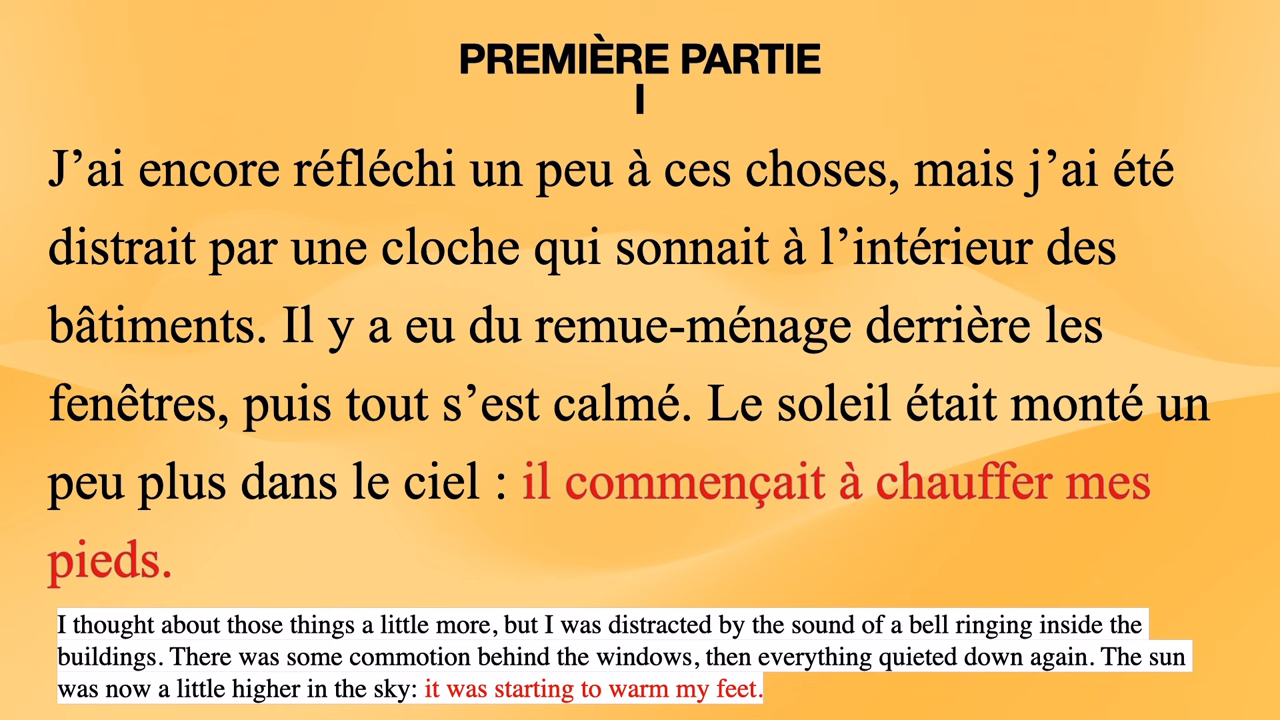 PREMIÈRE PARTIE
I
J’ai encore réfléchi un peu à ces choses, mais j’ai été
distrait par une cloche qui sonnait à l’intérieur des
bâtiments. Il y a eu du remue-ménage derrière les
fenêtres, puis tout s’est calmé. Le soleil était monté un
peu plus dans le ciel : il commençait à chauffer mes
pieds.
I thought about those things a little more, but I was distracted by the sound of a bell ringing inside the
buildings. There was some commotion behind the windows, then everything quieted down again. The sun
was now a little higher in the sky: it was starting to warm my feet.